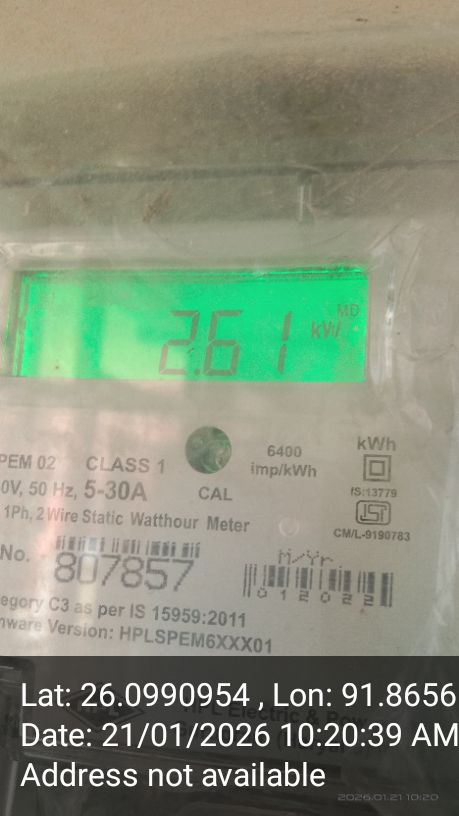 MD
2.61 kW
PEM 02 CLASS 1
6400
imp/kWh
kWh
0V, 50 Hz, 5-30A
CAL
IS:13779
ISI
1Ph, 2 Wire Static Watthour Meter
CM/L-9190783
No. 807857
M/Yr
012022
egory C3 as per IS 15959:2011
ware Version: HPLSPEM6XXX01
Lat: 26.0990954 , Lon: 91.8656
Date: 21/01/2026 10:20:39 AM
Address not available
2026.01.21 10:20